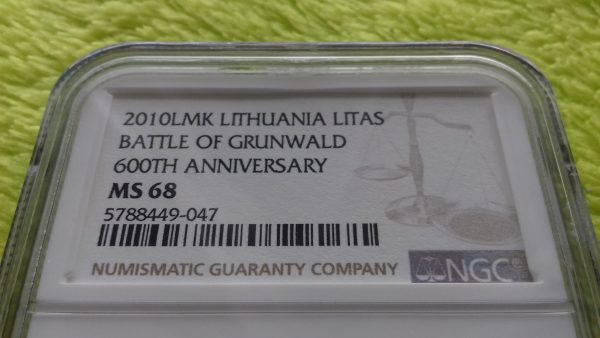 2010LMK LITHUANIA LITAS
BATTLE OF GRUNWALD
600TH ANNIVERSARY
MS 68
5788449-047
NUMISMATIC GUARANTY COMPANY NGC®